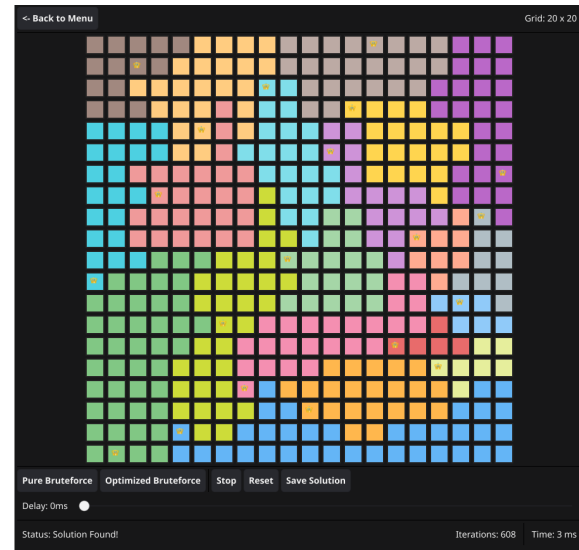 <- Back to Menu Grid: 20 x 20
Pure Bruteforce Optimized Bruteforce Stop Reset Save Solution
Delay: 0ms
Status: Solution Found! Iterations: 608 Time: 3 ms